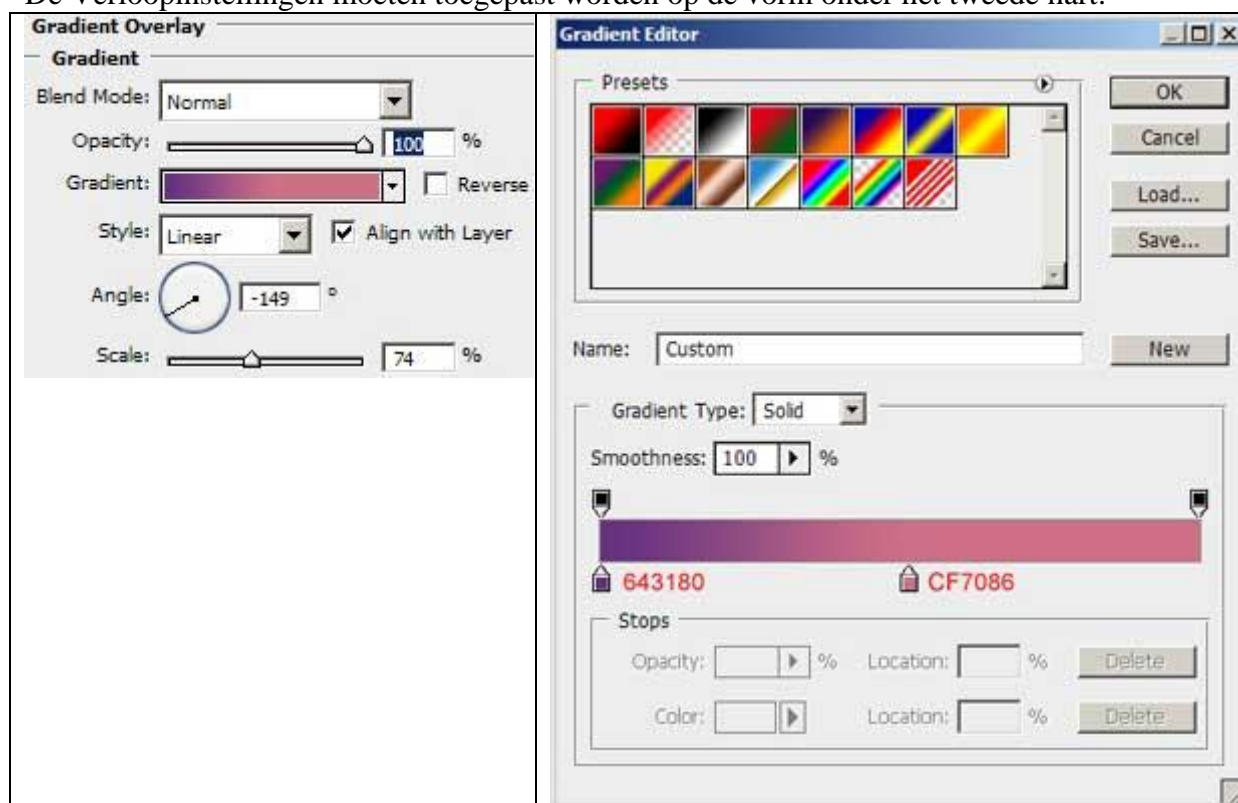 De Verloopinstellingen moeten toegepast worden op de vorm onder het tweede hart.
Gradient Overlay
Gradient
Blend Mode: Normal
Opacity: 100 %
Gradient: Reverse
Style: Linear Align with Layer
Angle: -149 °
Scale: 74 %
Gradient Editor
Presets
OK
Cancel
Load...
Save...
Name: Custom
New
Gradient Type: Solid
Smoothness: 100 %
643180 CF7086
Stops
Opacity: % Location: % Delete
Color: Location: % Delete